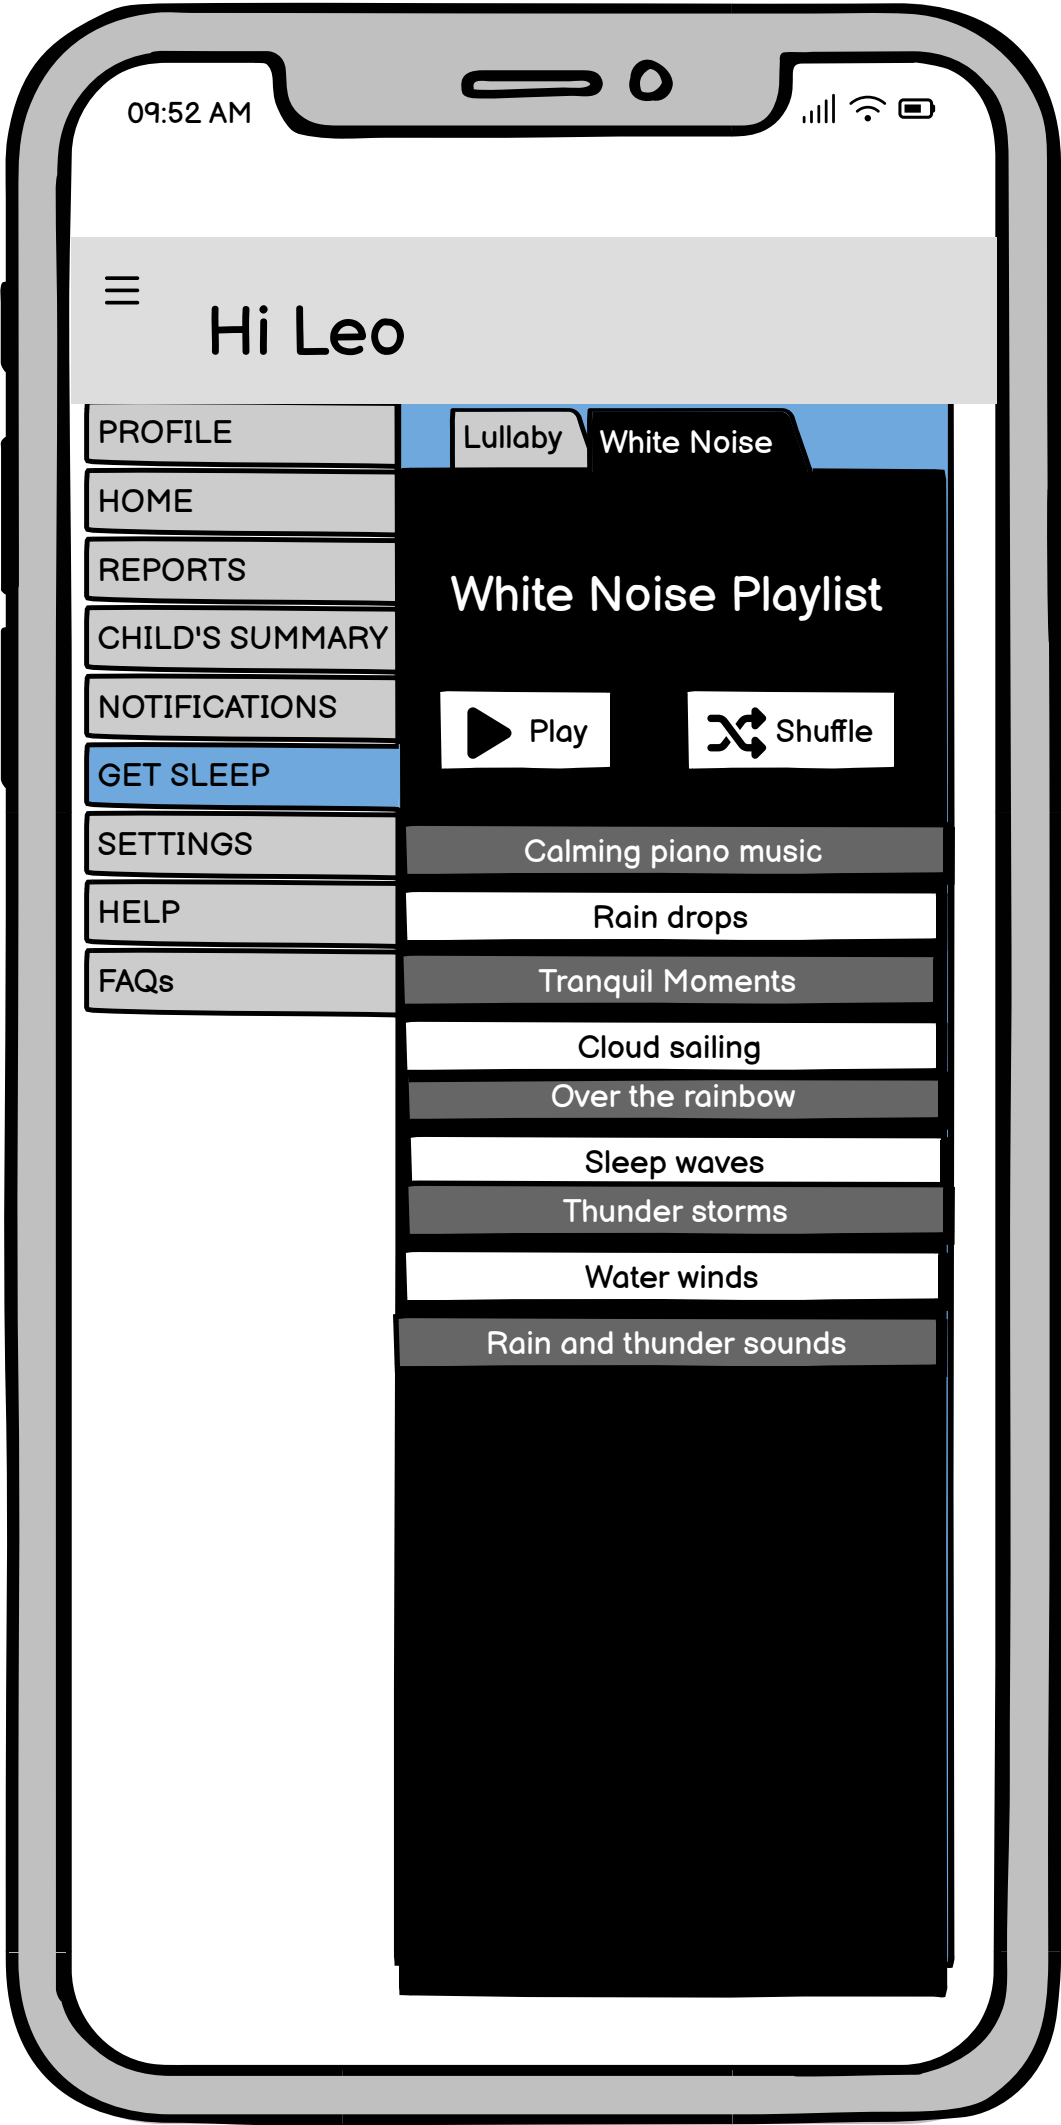 09:52 AM
Hi Leo
PROFILE
HOME
REPORTS
CHILD'S SUMMARY
NOTIFICATIONS
GET SLEEP
SETTINGS
HELP
FAQs
Lullaby
White Noise
White Noise Playlist
Play
Shuffle
Calming piano music
Rain drops
Tranquil Moments
Cloud sailing
Over the rainbow
Sleep waves
Thunder storms
Water winds
Rain and thunder sounds